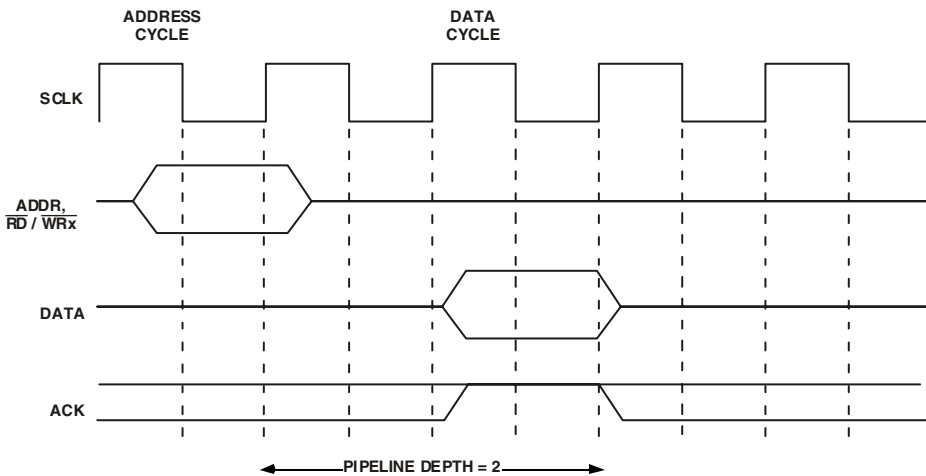 ADDRESS
CYCLE
DATA
CYCLE
SCLK
ADDR,
RD / WRx
DATA
ACK
PIPELINE DEPTH = 2